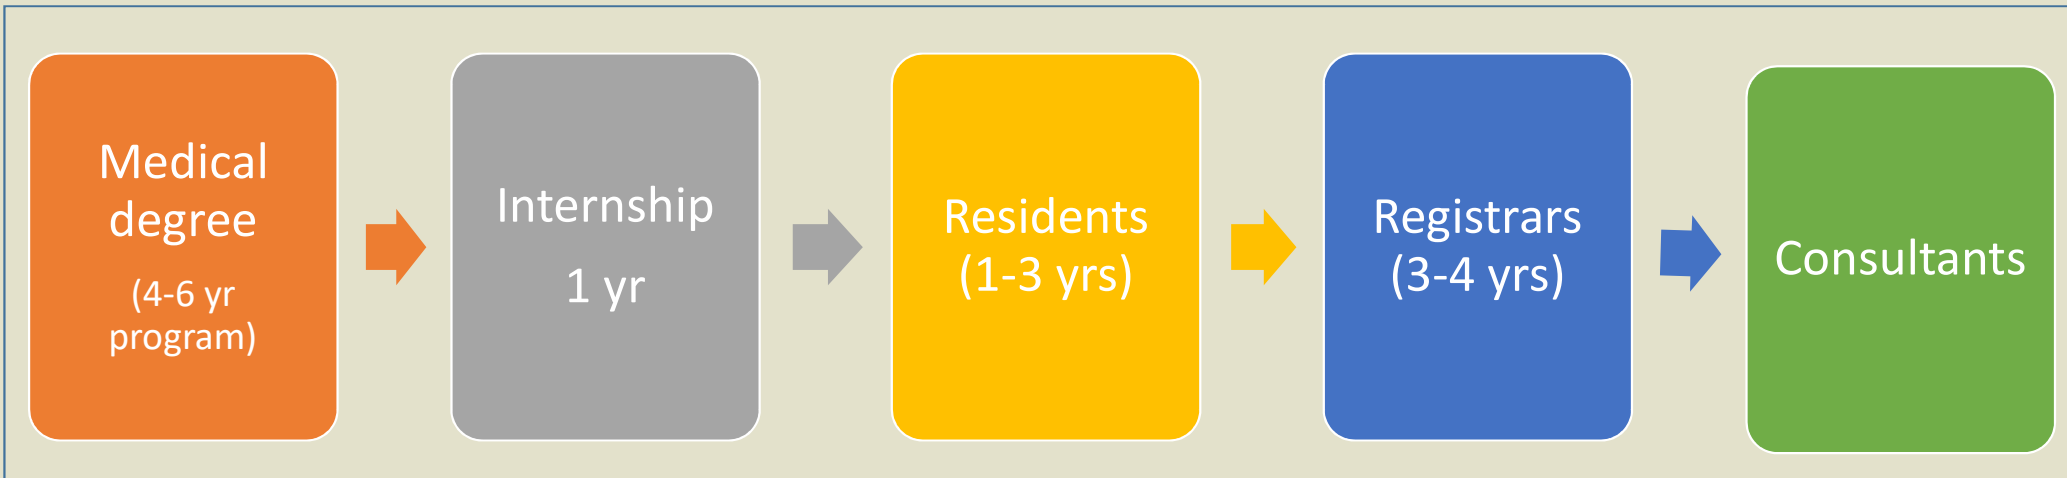 Medical
degree
(4-6 yr
program)
Internship
1 yr
Residents
(1-3 yrs)
Registrars
(3-4 yrs)
Consultants